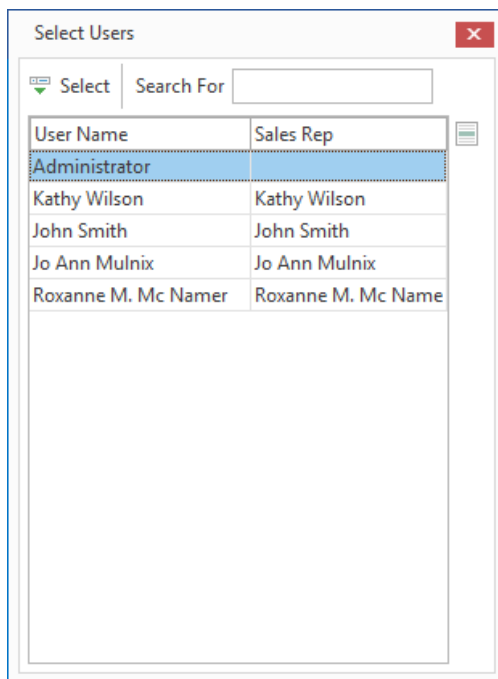 Select Users
Select Search For
User Name Sales Rep
Administrator
Kathy Wilson Kathy Wilson
John Smith John Smith
Jo Ann Mulnix Jo Ann Mulnix
Roxanne M. Mc Namer Roxanne M. Mc Name